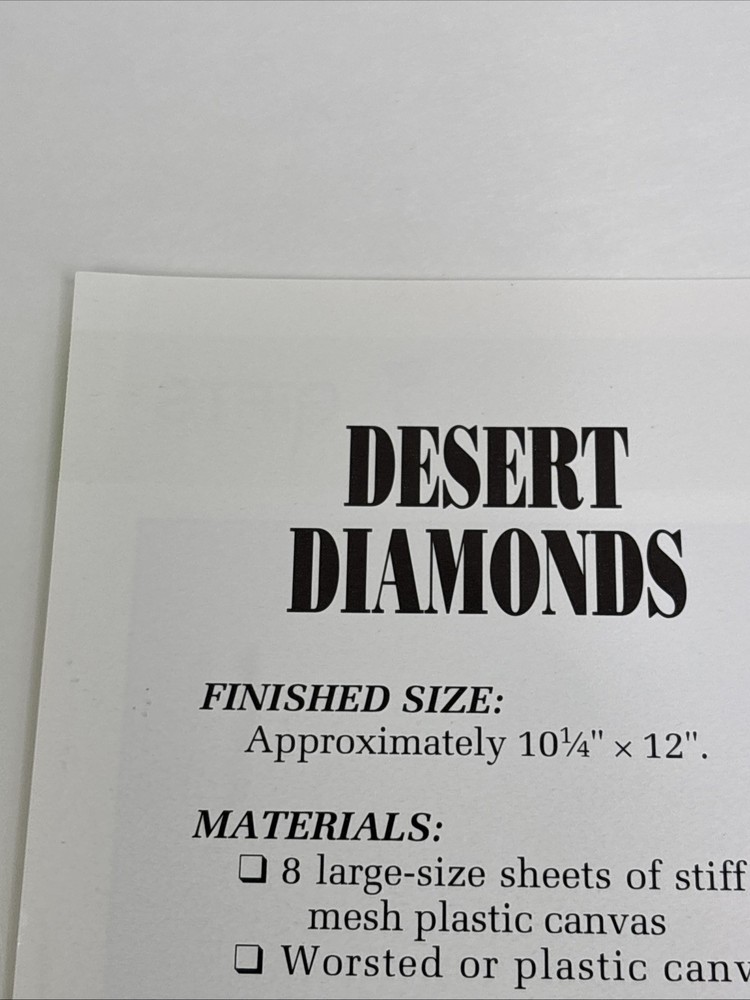 DESERT
DIAMONDS
FINISHED SIZE:
Approximately 10¼" × 12".
MATERIALS:
❏ 8 large-size sheets of stiff
mesh plastic canvas
❏ Worsted or plastic